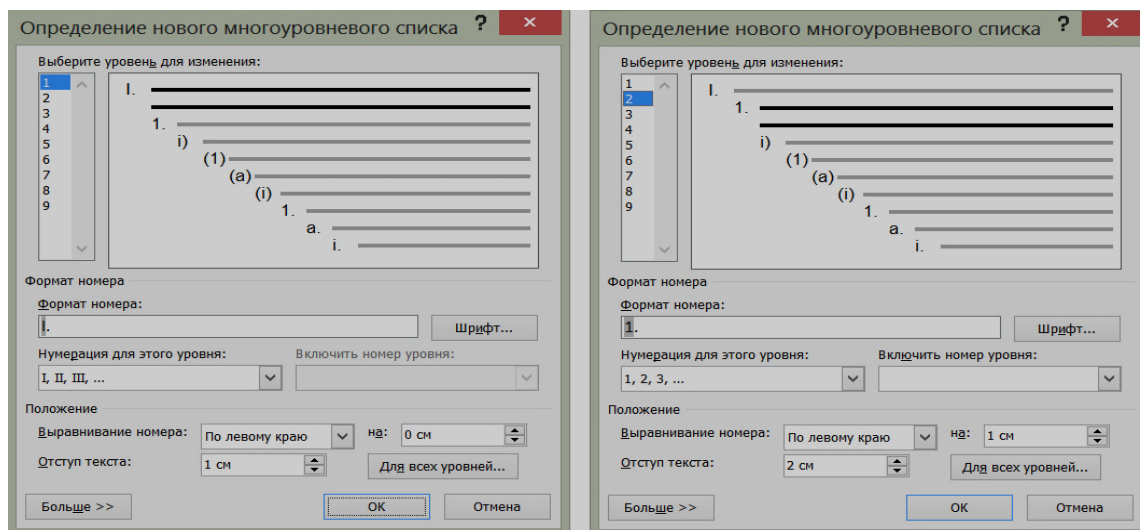 Определение нового многоуровневого списка ? ×
Выберите уровень для изменения:
1
2
3
4
5
6
7
8
9
I.
1.
i)
(1)
(a)
(i)
1.
a.
i.
Формат номера
Формат номера:
I.
Шрифт...
Нумерация для этого уровня: Включить номер уровня:
I, II, III, ...
Положение
Выравнивание номера: По левому краю на: 0 см
Отступ текста: 1 см Для всех уровней...
Больше >> ОК Отмена
Определение нового многоуровневого списка ? ×
Выберите уровень для изменения:
1
2
3
4
5
6
7
8
9
I.
1.
i)
(1)
(a)
(i)
1.
a.
i.
Формат номера
Формат номера:
1.
Шрифт...
Нумерация для этого уровня: Включить номер уровня:
1, 2, 3, ...
Положение
Выравнивание номера: По левому краю на: 1 см
Отступ текста: 2 см Для всех уровней...
Больше >> ОК Отмена